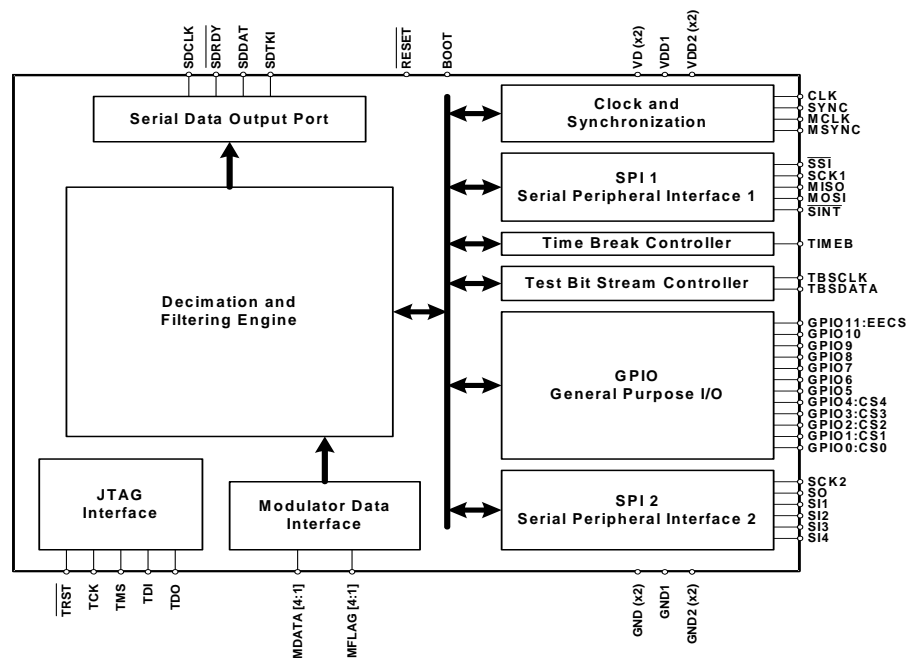 SDCLK
SDRDY
SDDAT
SDTKI
RESET
BOOT
VD (x2)
VDD1
VDD2 (x2)
Serial Data Output Port
Clock and
Synchronization
CLK
SYNC
MCLK
MSYNC
SPI 1
Serial Peripheral Interface 1
SSI
SCK1
MISO
MOSI
SINT
Time Break Controller
TIMEB
Test Bit Stream Controller
TBSCLK
TBSDATA
Decimation and
Filtering Engine
GPIO
General Purpose I/O
GPIO11:EECS
GPIO10
GPIO9
GPIO8
GPIO7
GPIO6
GPIO5
GPIO4:CS4
GPIO3:CS3
GPIO2:CS2
GPIO1:CS1
GPIO0:CS0
JTAG
Interface
Modulator Data
Interface
SPI 2
Serial Peripheral Interface 2
SCK2
SO
SI1
SI2
SI3
SI4
TRST
TCK
TMS
TDI
TDO
MDATA [4:1]
MFLAG [4:1]
GND (x2)
GND1
GND2 (x2)